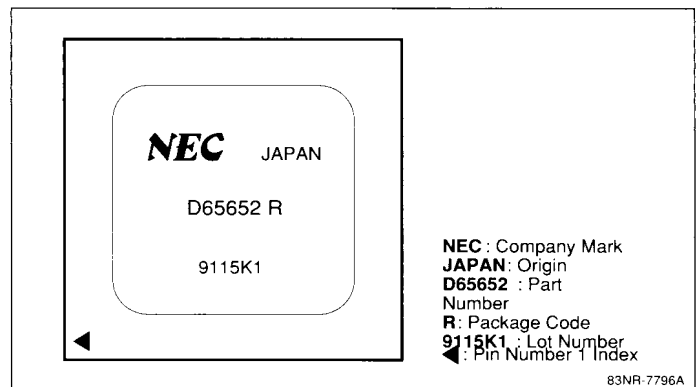 NEC JAPAN
D65652 R
9115K1
NEC : Company Mark
JAPAN: Origin
D65652 : Part
Number
R: Package Code
9115K1 : Lot Number
◀: Pin Number 1 Index
83NR-7796A